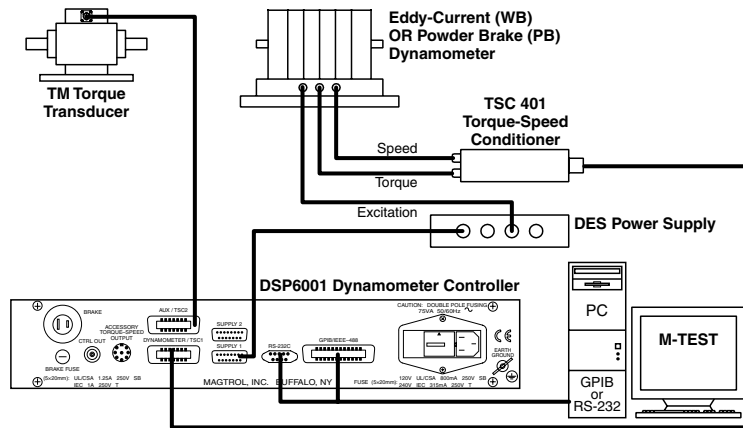 Eddy-Current (WB)
OR Powder Brake (PB)
Dynamometer
TM Torque
Transducer
TSC 401
Torque-Speed
Conditioner
Speed
Torque
Excitation
DES Power Supply
DSP6001 Dynamometer Controller
BRAKE
BRAKE FUSE
CTRL OUT
ACCESSORY
TORQUE–SPEED
OUTPUT
AUX / TSC2
DYNAMOMETER / TSC1
SUPPLY 2
SUPPLY 1
RS-232C
GPIB/IEEE–488
CAUTION: DOUBLE POLE FUSING
75VA 50/60Hz
CE
EARTH
GROUND
(5x20mm): UL/CSA 1.25A 250V SB
IEC 1A 250V T
MAGTROL, INC. BUFFALO, NY
FUSE (5x20mm): 120V UL/CSA 800mA 250V SB
240V IEC 315mA 250V T
PC
GPIB
or
RS-232
M-TEST